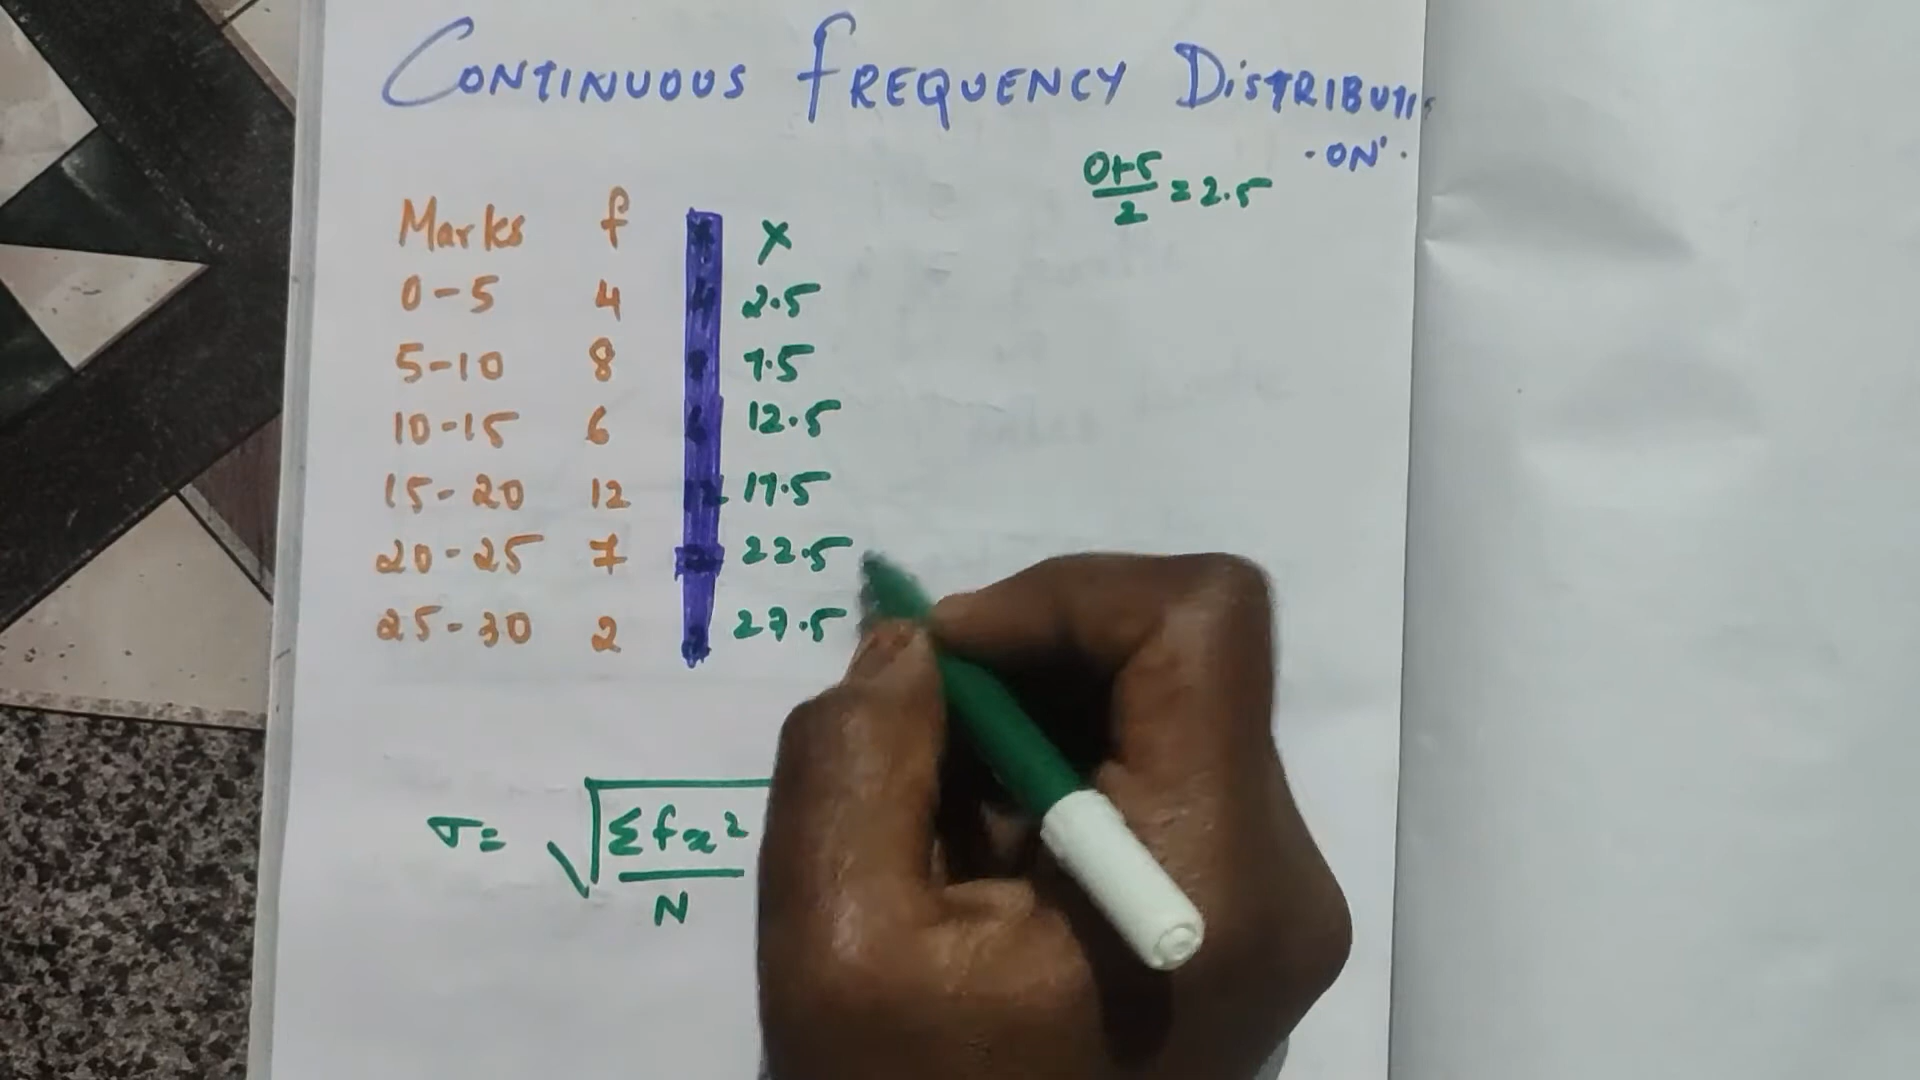 CONTINUOUS FREQUENCY DISTRIBUTI
-ON'.
0+5/2 = 2.5
Marks f X
0-5 4 2.5
5-10 8 7.5
10-15 6 12.5
15-20 12 17.5
20-25 7 22.5
25-30 2 27.5
σ= √Σfx²/N